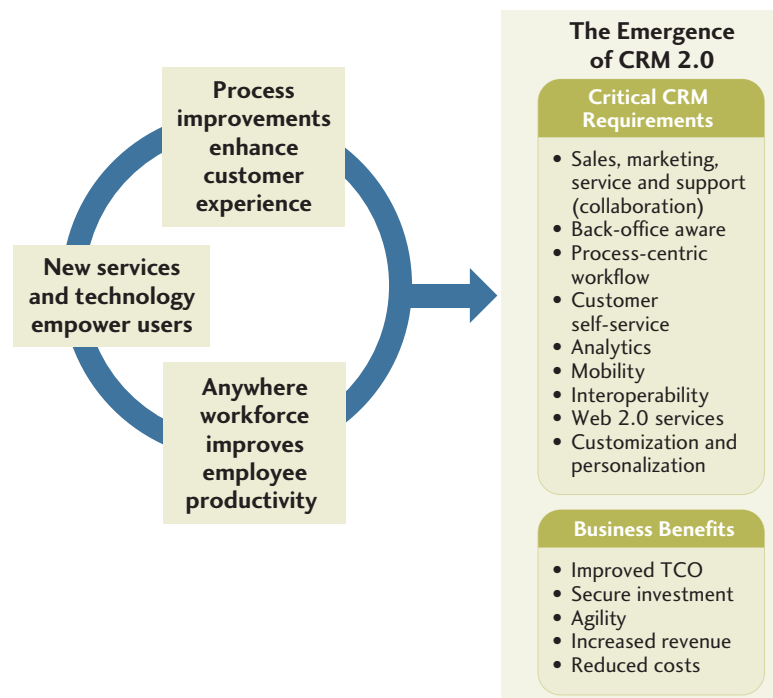 Process
improvements
enhance
customer
experience
New services
and technology
empower users
Anywhere
workforce
improves
employee
productivity
The Emergence
of CRM 2.0
Critical CRM
Requirements
• Sales, marketing,
service and support
(collaboration)
• Back-office aware
• Process-centric
workflow
• Customer
self-service
• Analytics
• Mobility
• Interoperability
• Web 2.0 services
• Customization and
personalization
Business Benefits
• Improved TCO
• Secure investment
• Agility
• Increased revenue
• Reduced costs